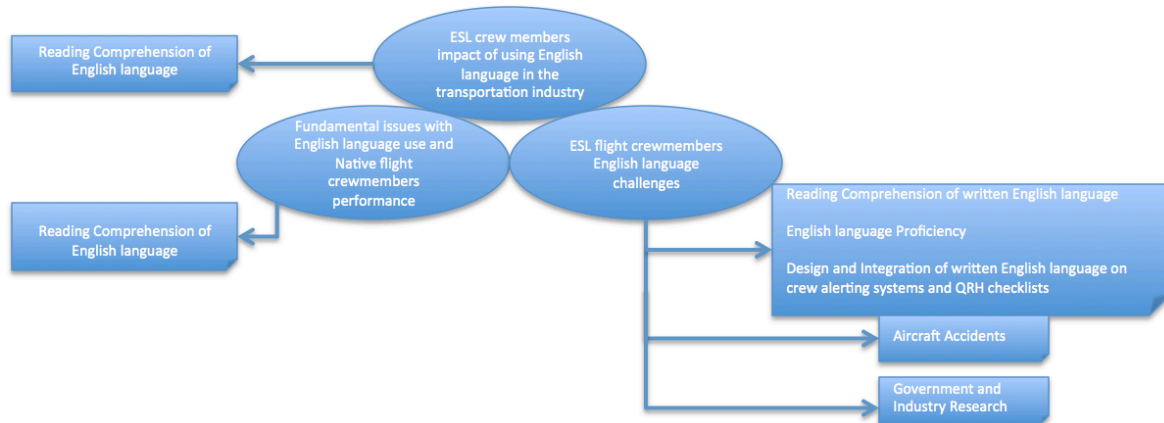 ESL crew members
impact of using English
language in the
transportation industry
Reading Comprehension of
English language
Fundamental issues with
English language use and
Native flight
crewmembers
performance
ESL flight crewmembers
English language
challenges
Reading Comprehension of
English language
Reading Comprehension of written English language
English language Proficiency
Design and Integration of written English language on
crew alerting systems and QRH checklists
Aircraft Accidents
Government and
Industry Research